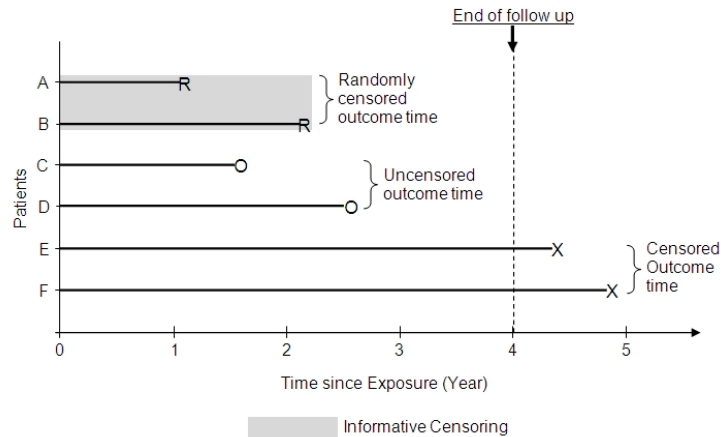 End of follow up
A
R
Randomly
censored
outcome time
B
R
C
O
Uncensored
outcome time
D
O
Patients
E
X
Censored
Outcome
time
F
X
0 1 2 3 4 5
Time since Exposure (Year)
Informative Censoring